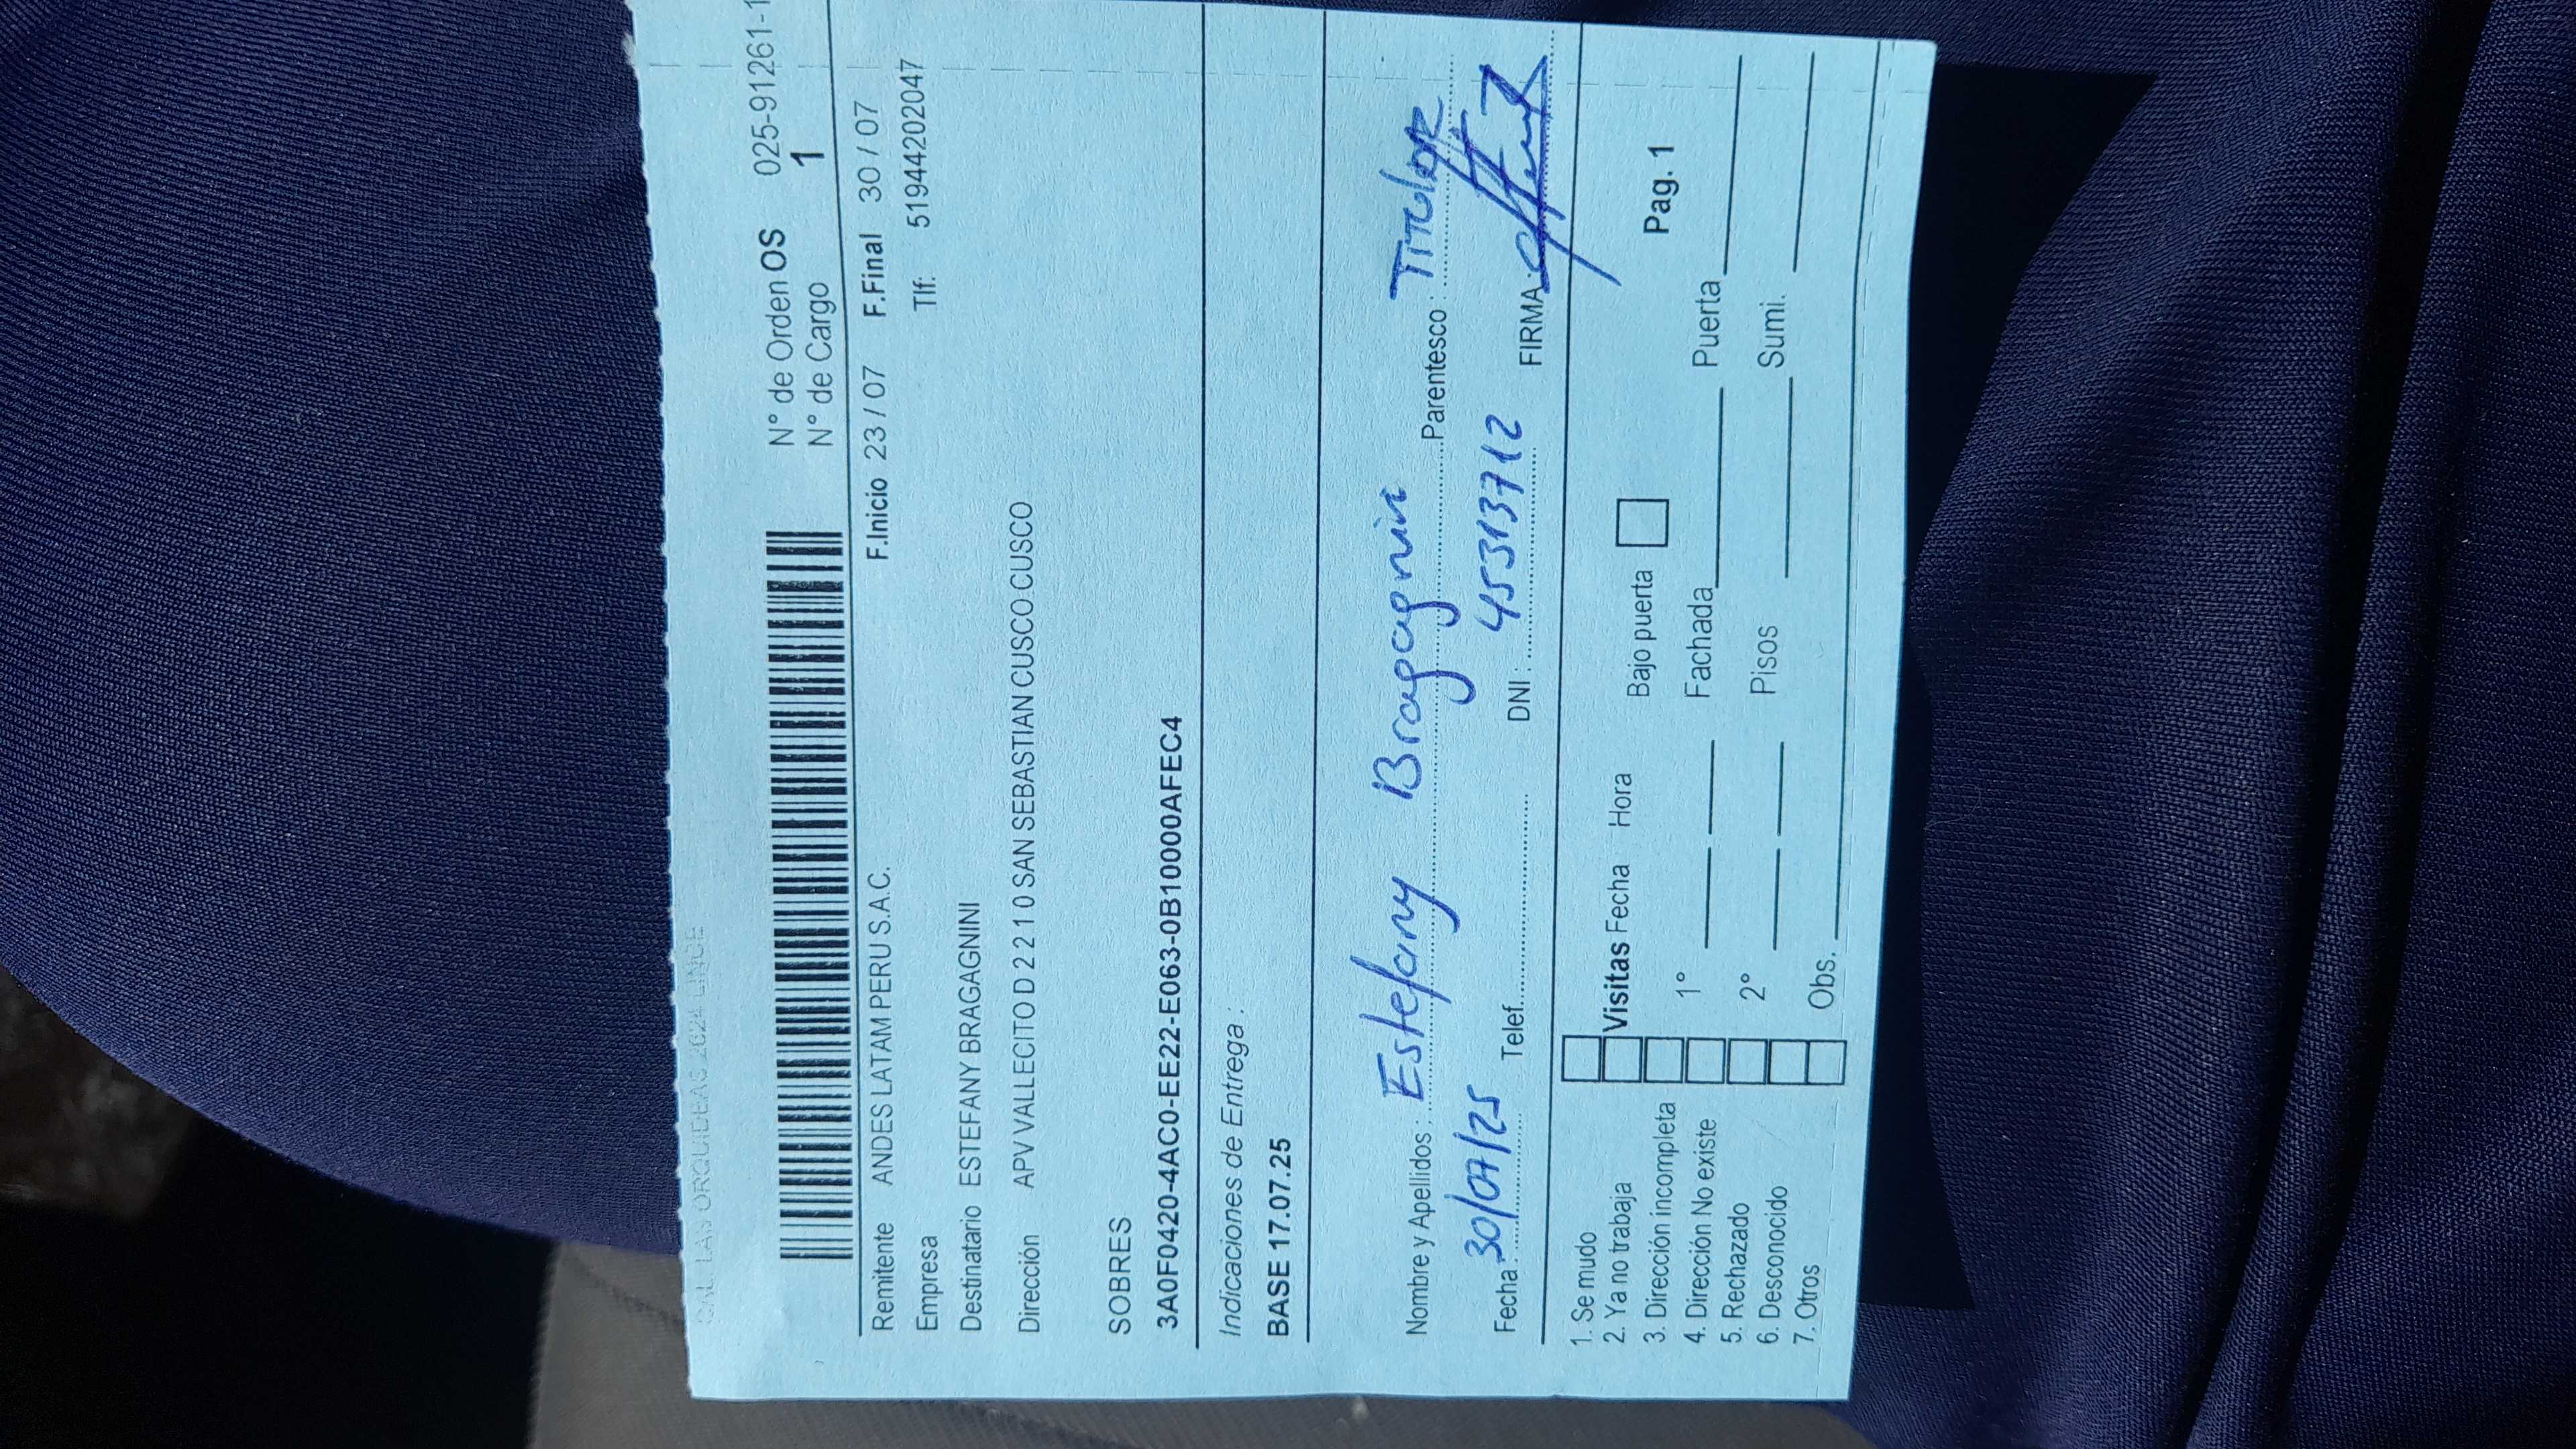 CAL. LAS ORQUIDEAS 2624 LINCE
N° de Orden OS 025-91261-1
N° de Cargo 1
F.Inicio 23 / 07 F.Final 30 / 07
Remitente ANDES LATAM PERU S.A.C.
Empresa Tlf: 51944202047
Destinatario ESTEFANY BRAGAGNINI
Dirección APV VALLECITO D 2 2 1 0 SAN SEBASTIAN CUSCO.CUSCO
SOBRES
3A0F0420-4AC0-EE22-E063-0B10000AFEC4
Indicaciones de Entrega :
BASE 17.07.25
Nombre y Apellidos : Estefany Bragagnini Parentesco : Titular
Fecha : 30/07/25 Telef. DNI : 45313712 FIRMA:
1. Se mudo
2. Ya no trabaja Visitas Fecha Hora Bajo puerta Pag. 1
3. Dirección incompleta
4. Dirección No existe 1° Fachada Puerta
5. Rechazado
6. Desconocido 2° Pisos Sumi.
7. Otros Obs.